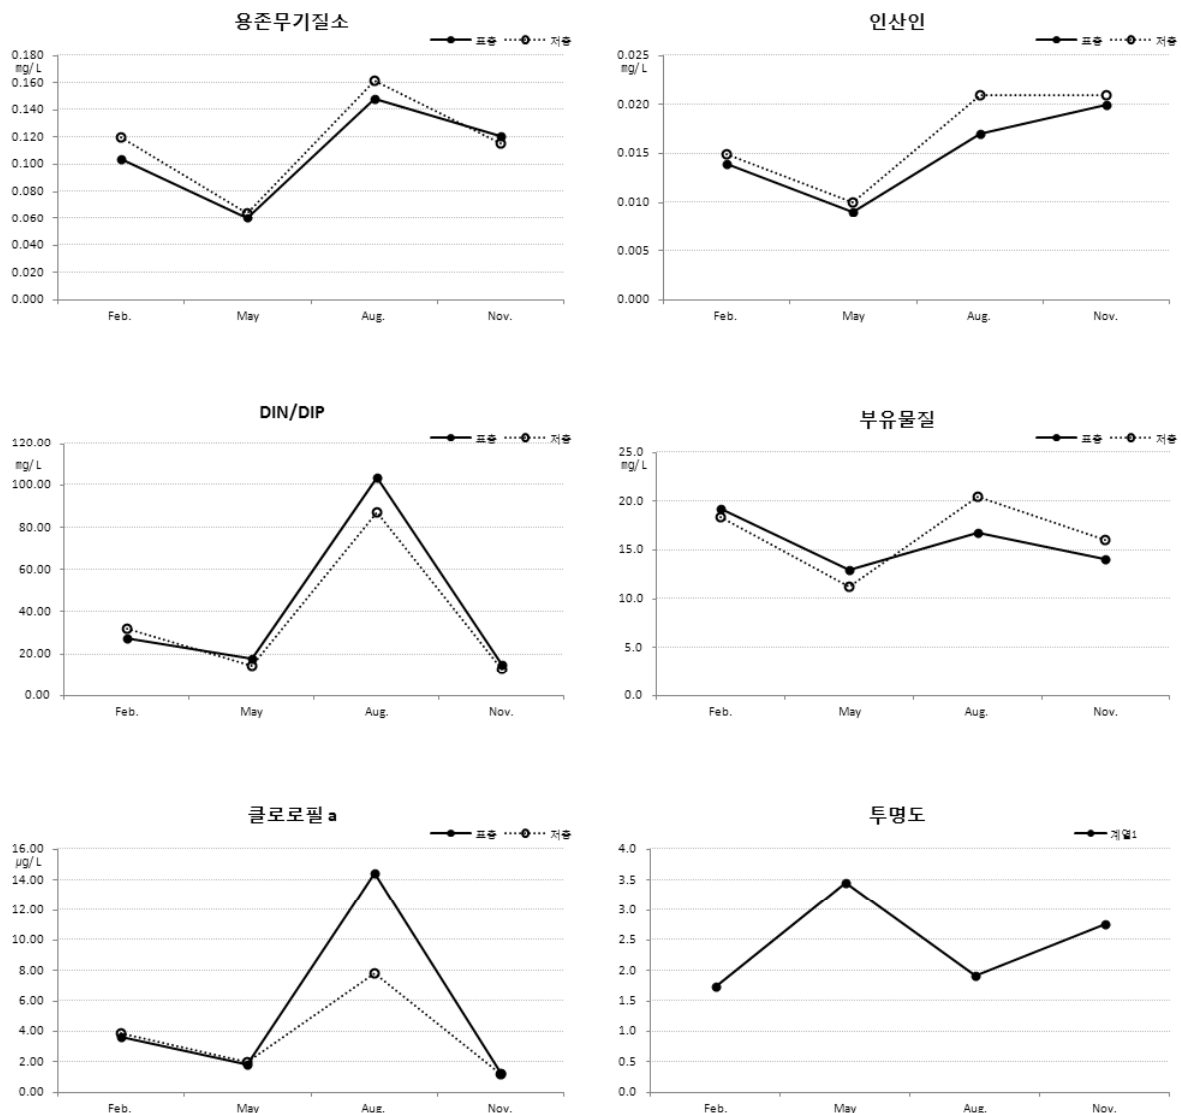 용존무기질소
표층 저층
0.180
mg/L
0.160
0.140
0.120
0.100
0.080
0.060
0.040
0.020
0.000
Feb. May Aug. Nov.
인산인
표층 저층
0.025
mg/L
0.020
0.015
0.010
0.005
0.000
Feb. May Aug. Nov.
DIN/DIP
표층 저층
120.00
mg/L
100.00
80.00
60.00
40.00
20.00
0.00
Feb. May Aug. Nov.
부유물질
표층 저층
25.0
mg/L
20.0
15.0
10.0
5.0
0.0
Feb. May Aug. Nov.
클로로필 a
표층 저층
16.00
µg/L
14.00
12.00
10.00
8.00
6.00
4.00
2.00
0.00
Feb. May Aug. Nov.
투명도
계열1
4.0
3.5
3.0
2.5
2.0
1.5
1.0
0.5
0.0
Feb. May Aug. Nov.